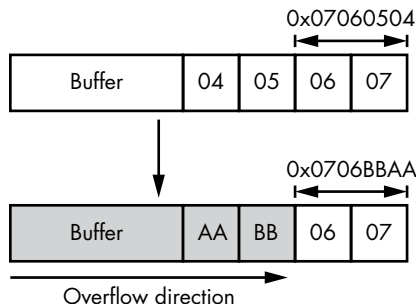 0x07060504
Buffer 04 05 06 07
0x0706BBAA
Buffer AA BB 06 07
Overflow direction